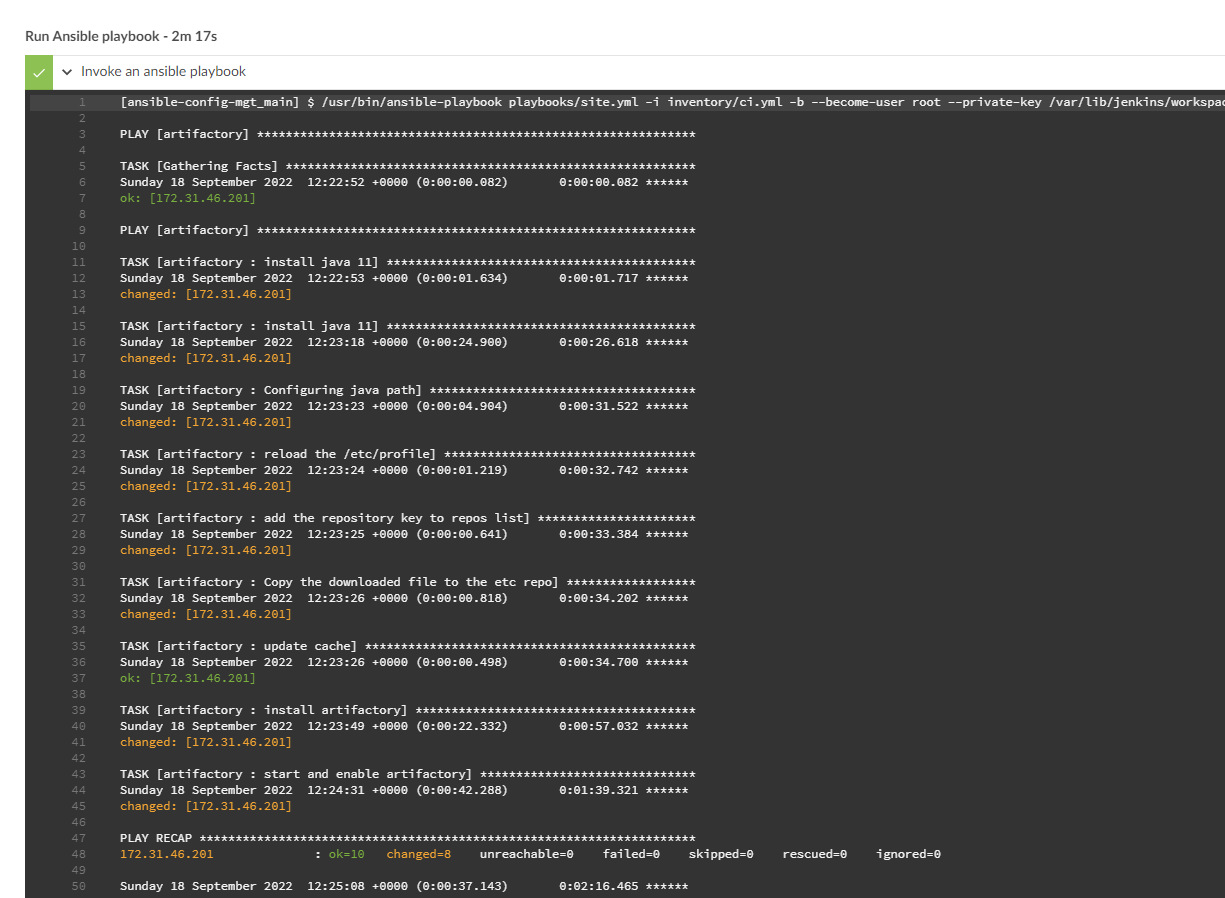 Run Ansible playbook - 2m 17s
Invoke an ansible playbook
1 [ansible-config-mgt_main] $ /usr/bin/ansible-playbook playbooks/site.yml -i inventory/ci.yml -b --become-user root --private-key /var/lib/jenkins/workspac
2
3 PLAY [artifactory] *************************************************************
4
5 TASK [Gathering Facts] *********************************************************
6 Sunday 18 September 2022  12:22:52 +0000 (0:00:00.082)       0:00:00.082 ******
7 ok: [172.31.46.201]
8
9 PLAY [artifactory] *************************************************************
10
11 TASK [artifactory : install java 11] *******************************************
12 Sunday 18 September 2022  12:22:53 +0000 (0:00:01.634)       0:00:01.717 ******
13 changed: [172.31.46.201]
14
15 TASK [artifactory : install java 11] *******************************************
16 Sunday 18 September 2022  12:23:18 +0000 (0:00:24.900)       0:00:26.618 ******
17 changed: [172.31.46.201]
18
19 TASK [artifactory : Configuring java path] *************************************
20 Sunday 18 September 2022  12:23:23 +0000 (0:00:04.904)       0:00:31.522 ******
21 changed: [172.31.46.201]
22
23 TASK [artifactory : reload the /etc/profile] ***********************************
24 Sunday 18 September 2022  12:23:24 +0000 (0:00:01.219)       0:00:32.742 ******
25 changed: [172.31.46.201]
26
27 TASK [artifactory : add the repository key to repos list] **********************
28 Sunday 18 September 2022  12:23:25 +0000 (0:00:00.641)       0:00:33.384 ******
29 changed: [172.31.46.201]
30
31 TASK [artifactory : Copy the downloaded file to the etc repo] ******************
32 Sunday 18 September 2022  12:23:26 +0000 (0:00:00.818)       0:00:34.202 ******
33 changed: [172.31.46.201]
34
35 TASK [artifactory : update cache] **********************************************
36 Sunday 18 September 2022  12:23:26 +0000 (0:00:00.498)       0:00:34.700 ******
37 ok: [172.31.46.201]
38
39 TASK [artifactory : install artifactory] ***************************************
40 Sunday 18 September 2022  12:23:49 +0000 (0:00:22.332)       0:00:57.032 ******
41 changed: [172.31.46.201]
42
43 TASK [artifactory : start and enable artifactory] ******************************
44 Sunday 18 September 2022  12:24:31 +0000 (0:00:42.288)       0:01:39.321 ******
45 changed: [172.31.46.201]
46
47 PLAY RECAP *********************************************************************
48 172.31.46.201              : ok=10   changed=8    unreachable=0    failed=0    skipped=0    rescued=0    ignored=0
49
50 Sunday 18 September 2022  12:25:08 +0000 (0:00:37.143)       0:02:16.465 ******